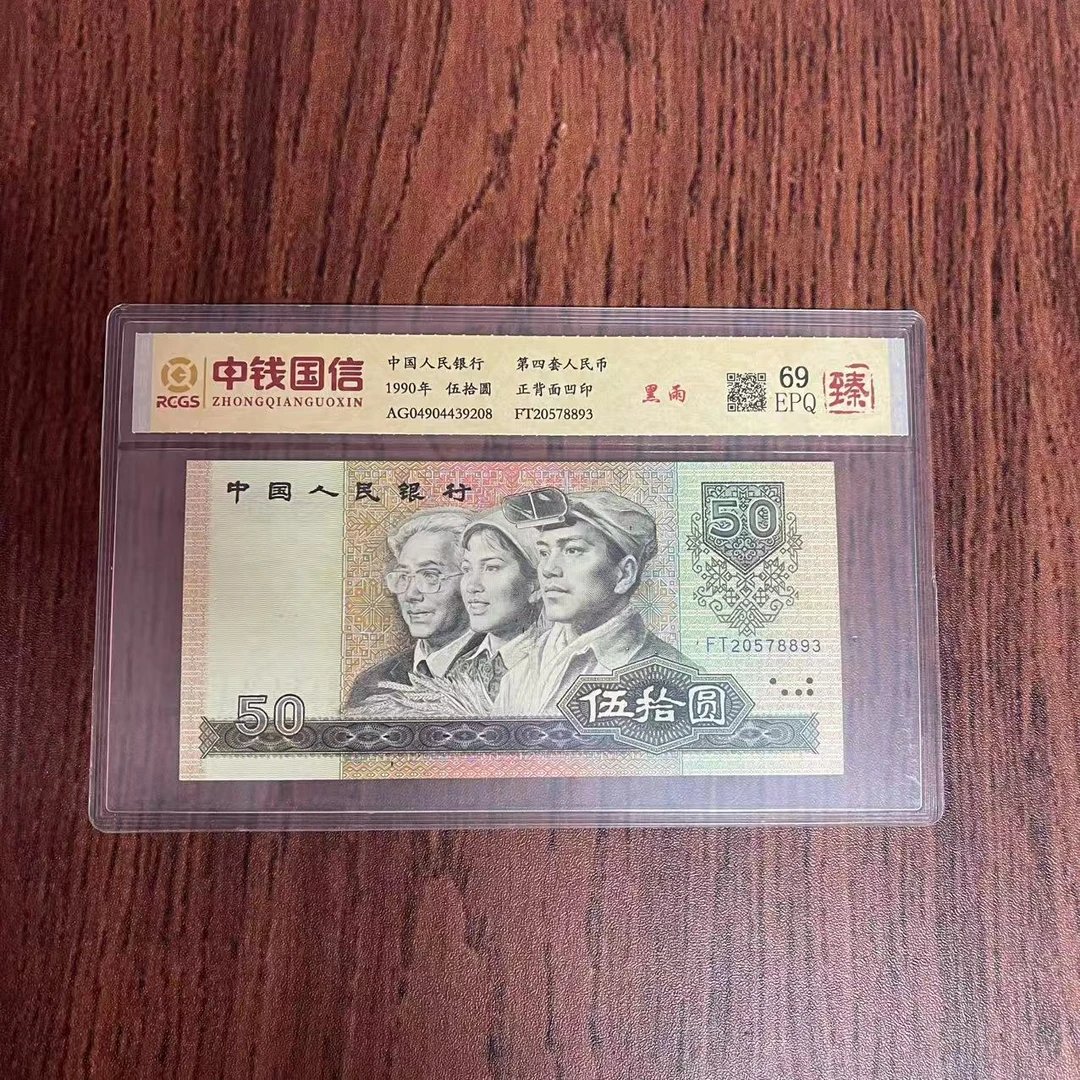 RCGS
中钱国信
ZHONGQIANGUOXIN
中国人民银行 第四套人民币
1990年 伍拾圆 正背面凹印
AG04904439208 FT20578893
黑雨
69
EPQ
臻
中国人民银行
50
FT20578893
50
伍拾圆